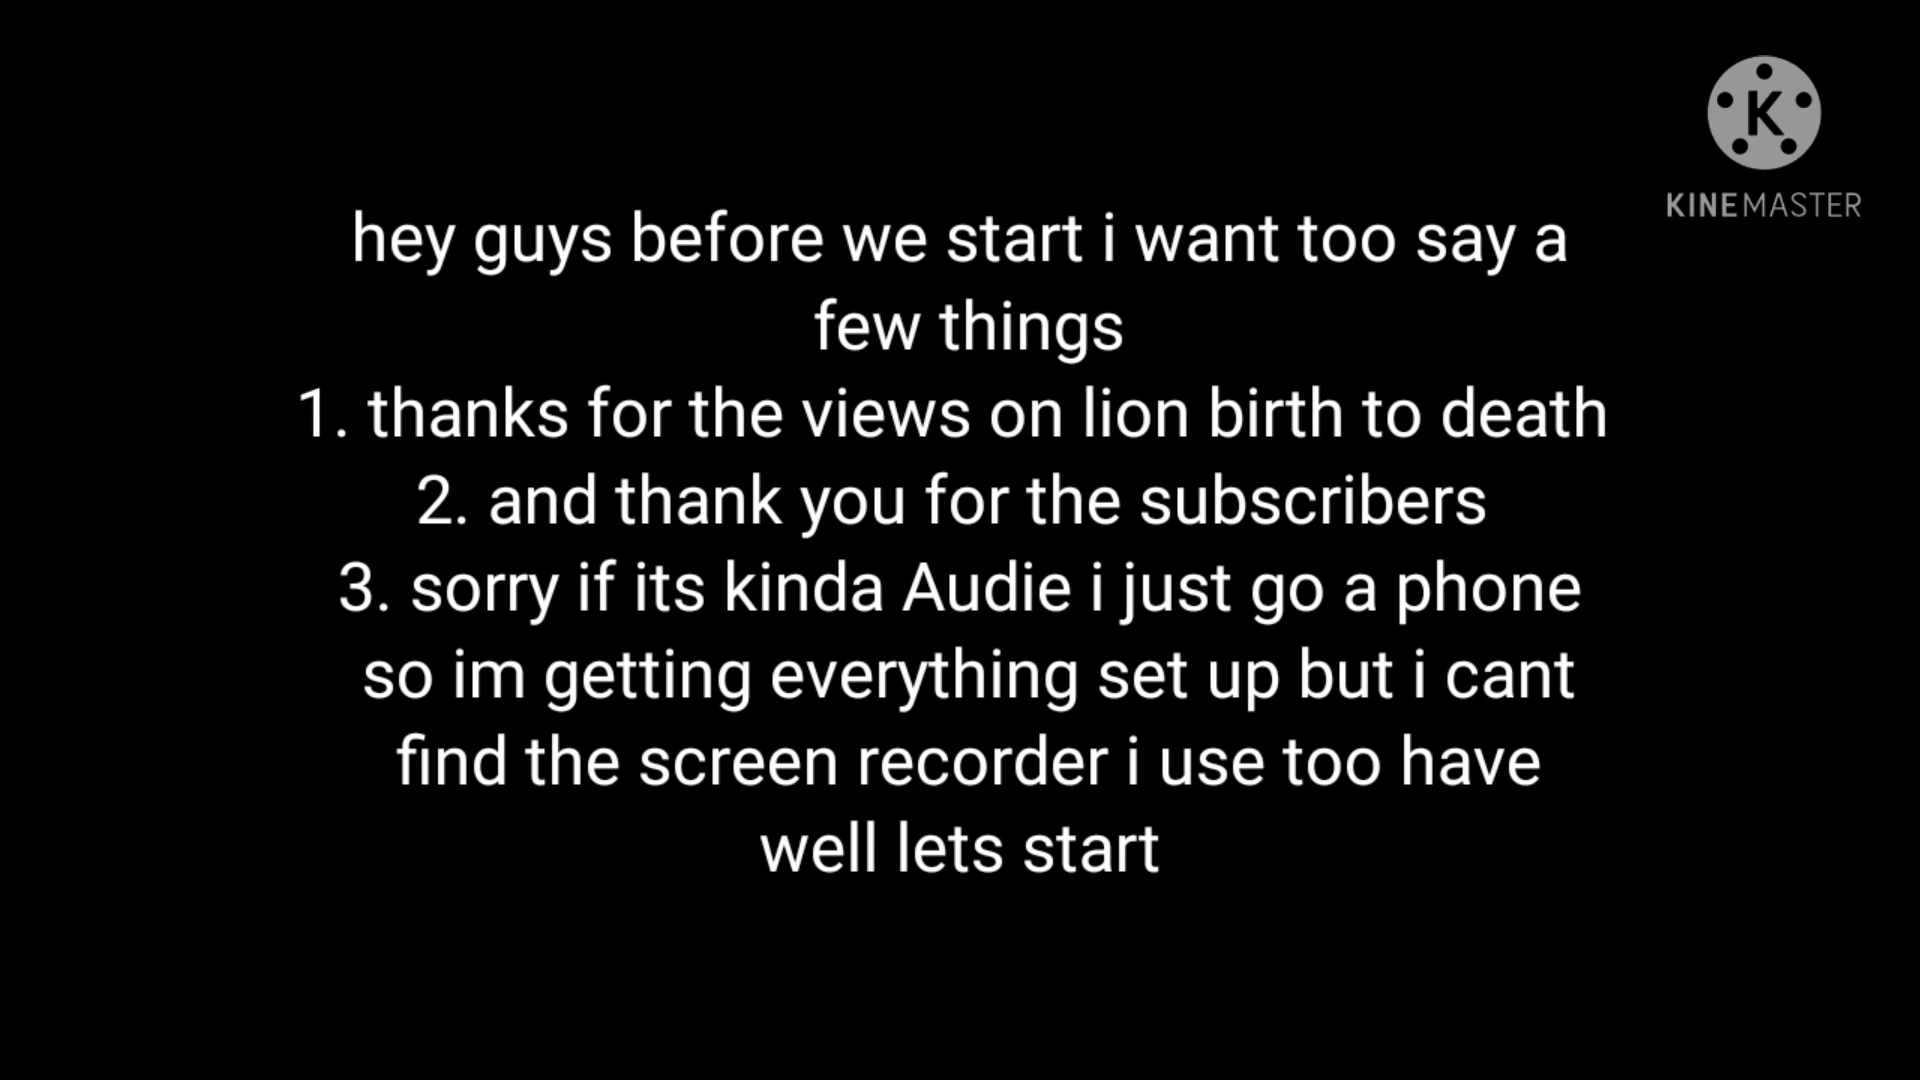 K
KINEMASTER
hey guys before we start i want too say a
few things
1. thanks for the views on lion birth to death
2. and thank you for the subscribers
3. sorry if its kinda Audie i just go a phone
so im getting everything set up but i cant
find the screen recorder i use too have
well lets start